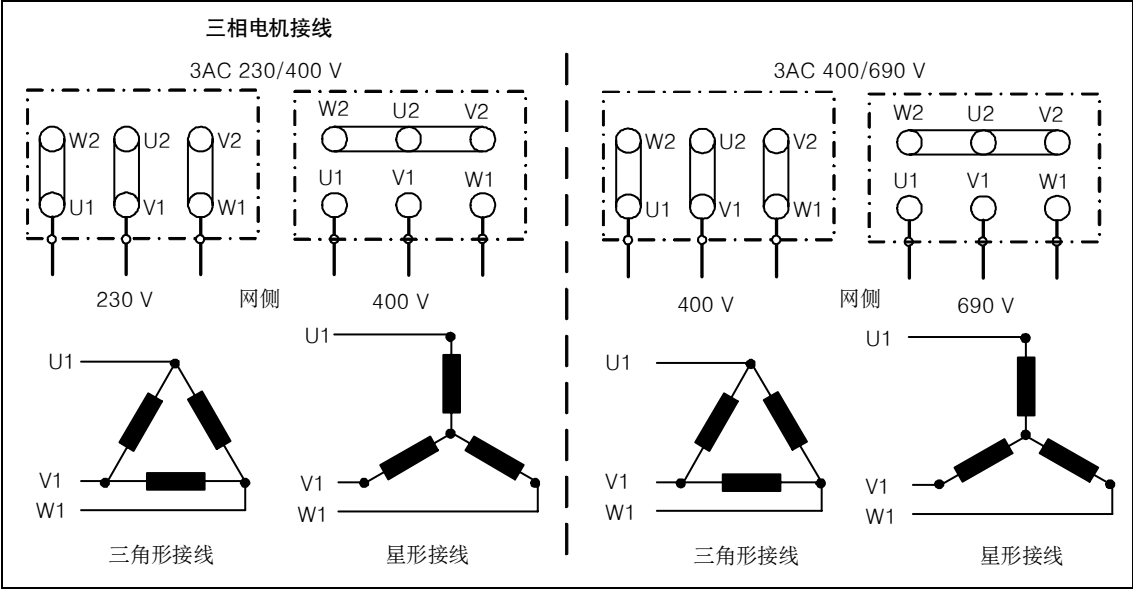 三相电机接线
3AC 230/400 V
3AC 400/690 V
W2 U2 V2
U1 V1 W1
W2 U2 V2
U1 V1 W1
W2 U2 V2
U1 V1 W1
W2 U2 V2
U1 V1 W1
230 V 网侧 400 V
400 V 网侧 690 V
U1
V1
W1
U1
V1
W1
U1
V1
W1
U1
V1
W1
三角形接线
星形接线
三角形接线
星形接线